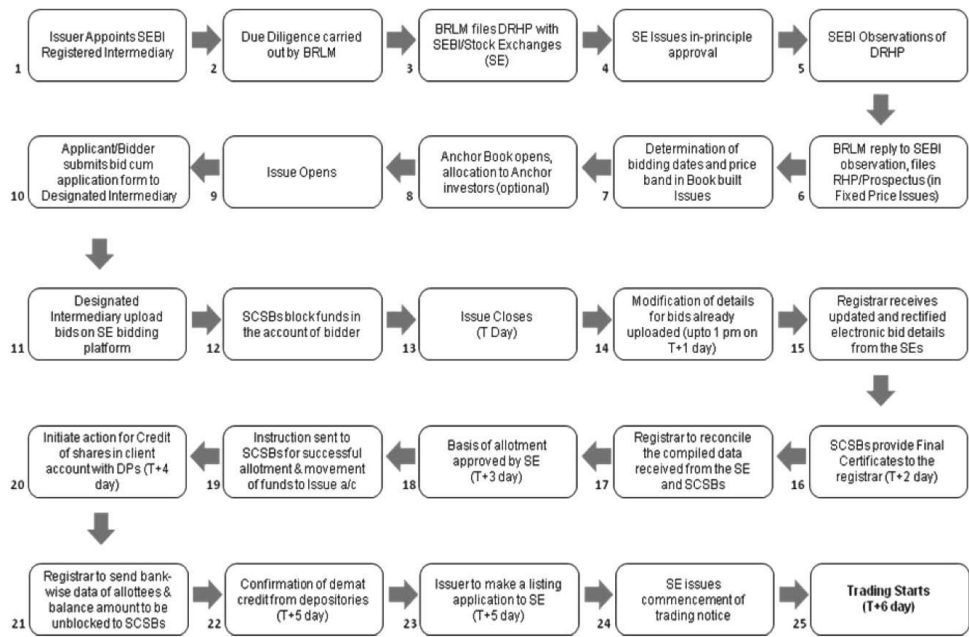 Issuer Appoints SEBI
Registered Intermediary
1
Due Diligence carried
out by BRLM
2
BRLM files DRHP with
SEBI/Stock Exchanges
(SE)
3
SE Issues in-principle
approval
4
SEBI Observations of
DRHP
5
BRLM reply to SEBI
observation, files
RHP/Prospectus (in
Fixed Price Issues)
6
Determination of
bidding dates and price
band in Book built
Issues
7
Anchor Book opens,
allocation to Anchor
investors (optional)
8
Issue Opens
9
Applicant/Bidder
submits bid cum
application form to
Designated Intermediary
10
Designated
Intermediary upload
bids on SE bidding
platform
11
SCSBs block funds in
the account of bidder
12
Issue Closes
(T Day)
13
Modification of details
for bids already
uploaded (upto 1 pm on
T+1 day)
14
Registrar receives
updated and rectified
electronic bid details
from the SEs
15
SCSBs provide Final
Certificates to the
registrar (T+2 day)
16
Registrar to reconcile
the compiled data
received from the SE
and SCSBs
17
Basis of allotment
approved by SE
(T+3 day)
18
Instruction sent to
SCSBs for successful
allotment & movement
of funds to Issue a/c
19
Initiate action for Credit
of shares in client
account with DPs (T+4
day)
20
Registrar to send bank-
wise data of allottees &
balance amount to be
unblocked to SCSBs
21
Confirmation of demat
credit from depositories
(T+5 day)
22
Issuer to make a listing
application to SE
(T+5 day)
23
SE issues
commencement of
trading notice
24
Trading Starts
(T+6 day)
25